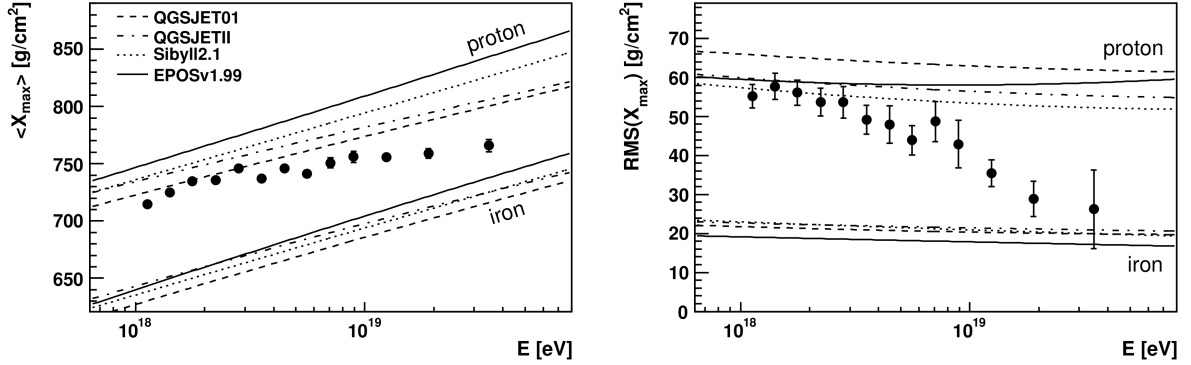 <Xmax> [g/cm2]
850
800
750
700
650
QGSJET01
QGSJETII
Sibyll2.1
EPOSv1.99
proton
iron
1018
1019
E [eV]
RMS(Xmax) [g/cm2]
70
60
50
40
30
20
10
0
proton
iron
1018
1019
E [eV]